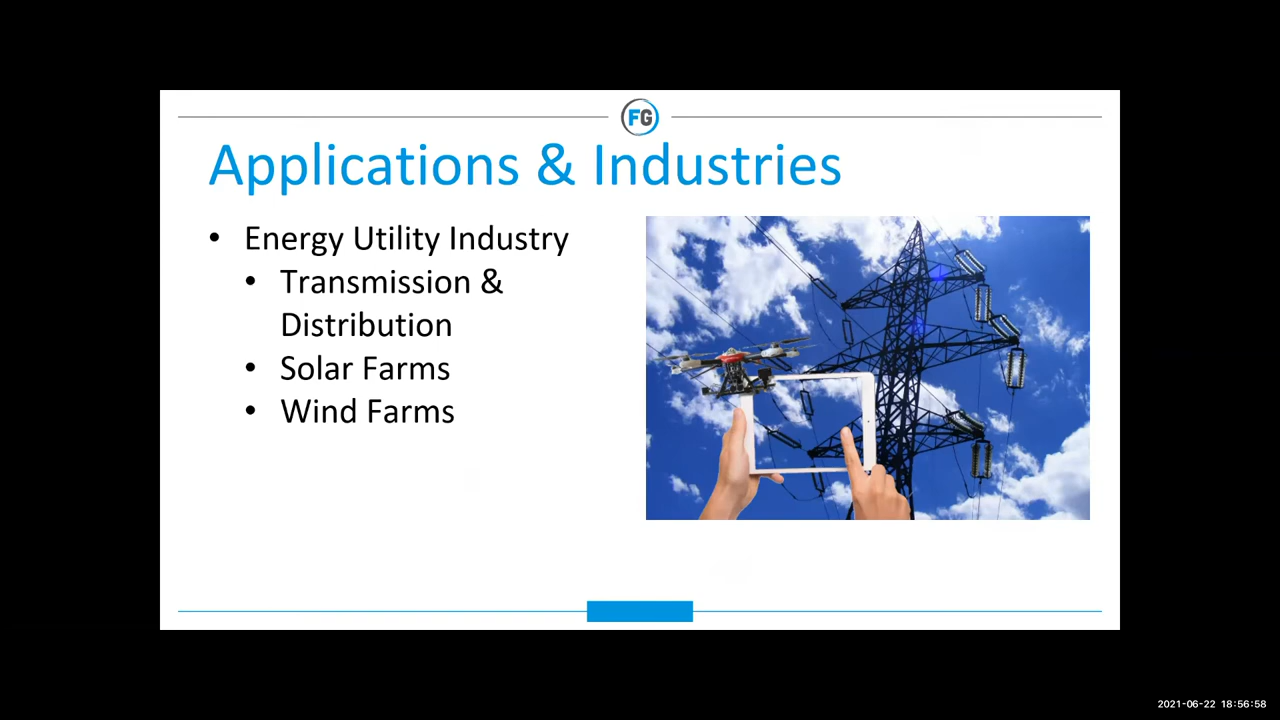 FG
Applications & Industries
• Energy Utility Industry
• Transmission &
Distribution
• Solar Farms
• Wind Farms
2021-06-22 18:56:58